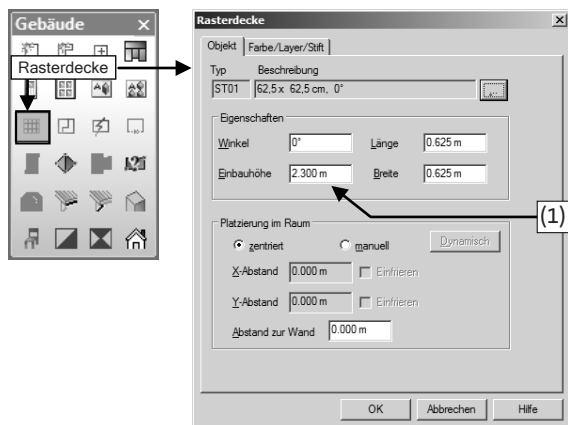 Gebäude
Rasterdecke
Rasterdecke
Objekt Farbe/Layer/Stift
Typ Beschreibung
ST01 62,5 x 62,5 cm, 0° ...
Eigenschaften
Winkel 0° Länge 0.625 m
Einbauhöhe 2.300 m Breite 0.625 m
(1)
Platzierung im Raum
zentriert manuell Dynamisch
X-Abstand 0.000 m Einfrieren
Y-Abstand 0.000 m Einfrieren
Abstand zur Wand 0.000 m
OK Abbrechen Hilfe